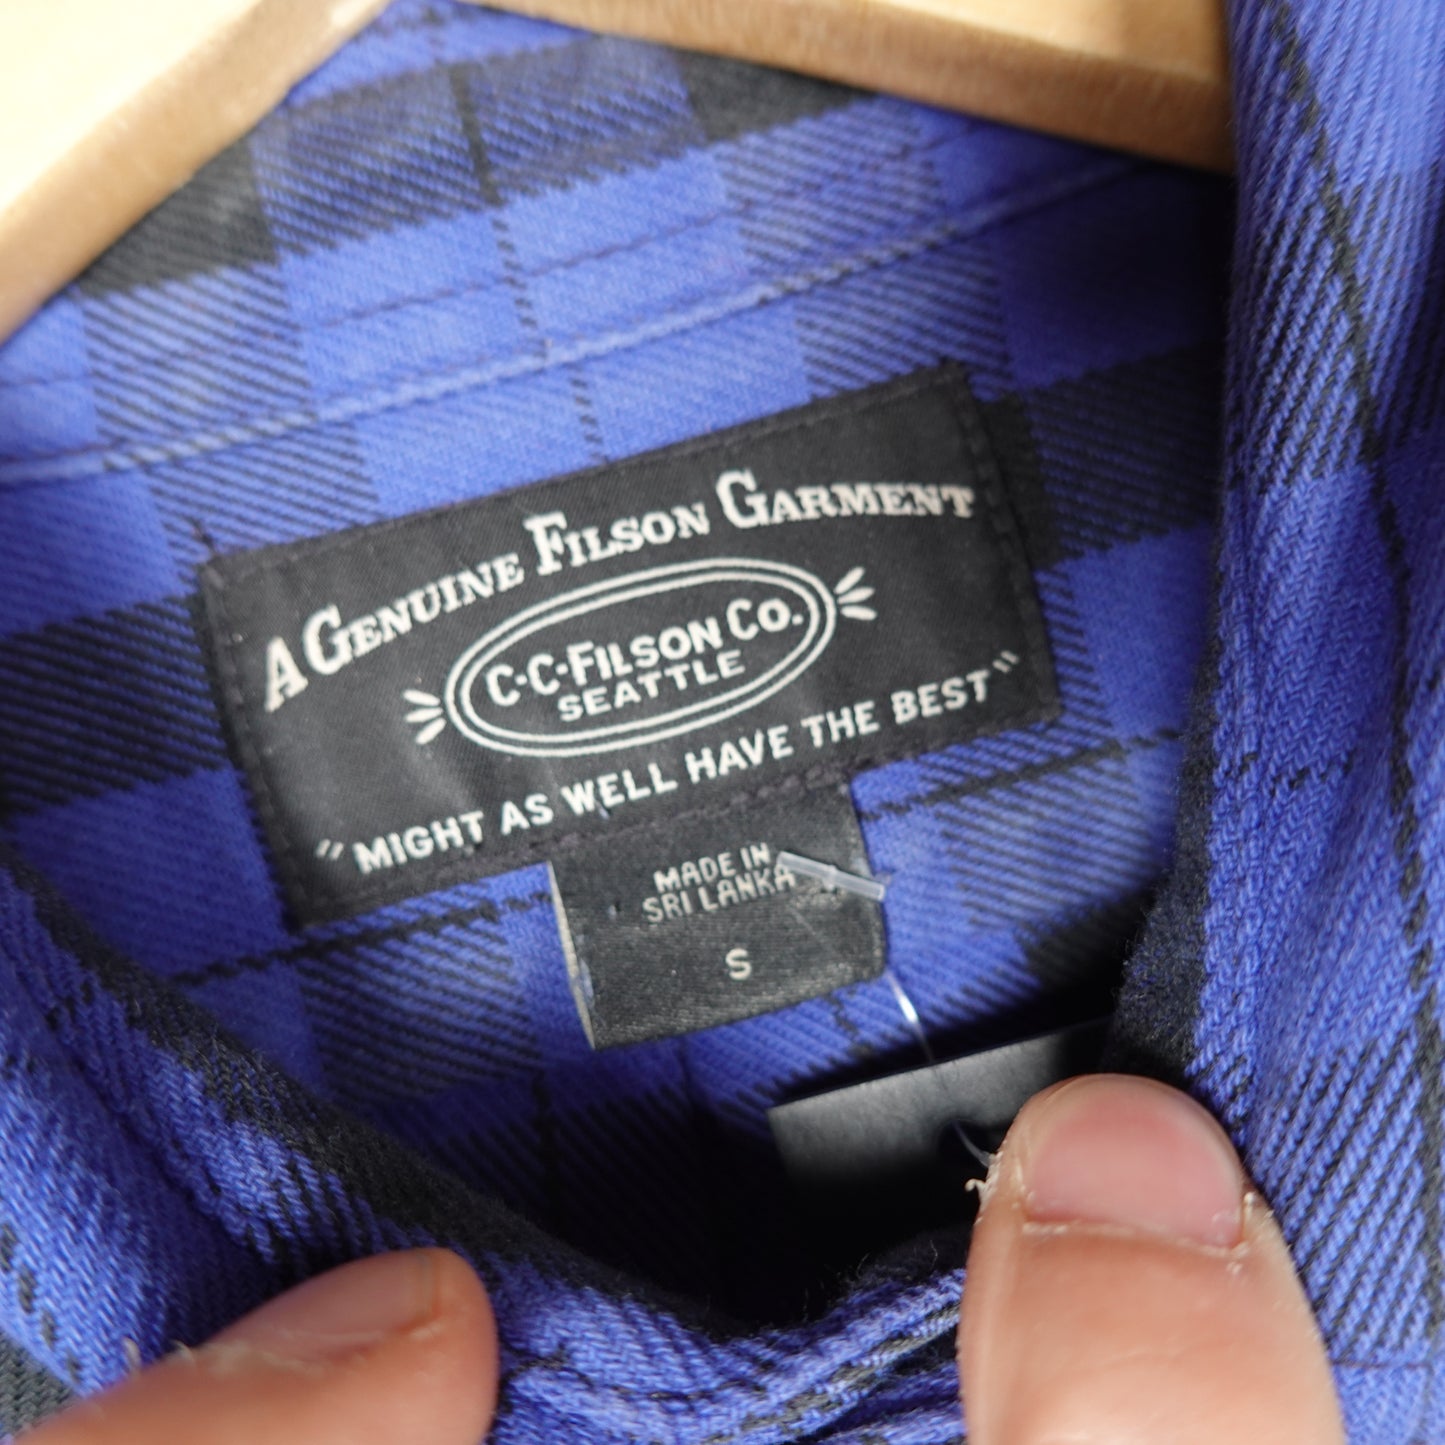 A GENUINE FILSON GARMENT
C-C-FILSON CO.
SEATTLE
"MIGHT AS WELL HAVE THE BEST"
MADE IN
SRI LANKA
S